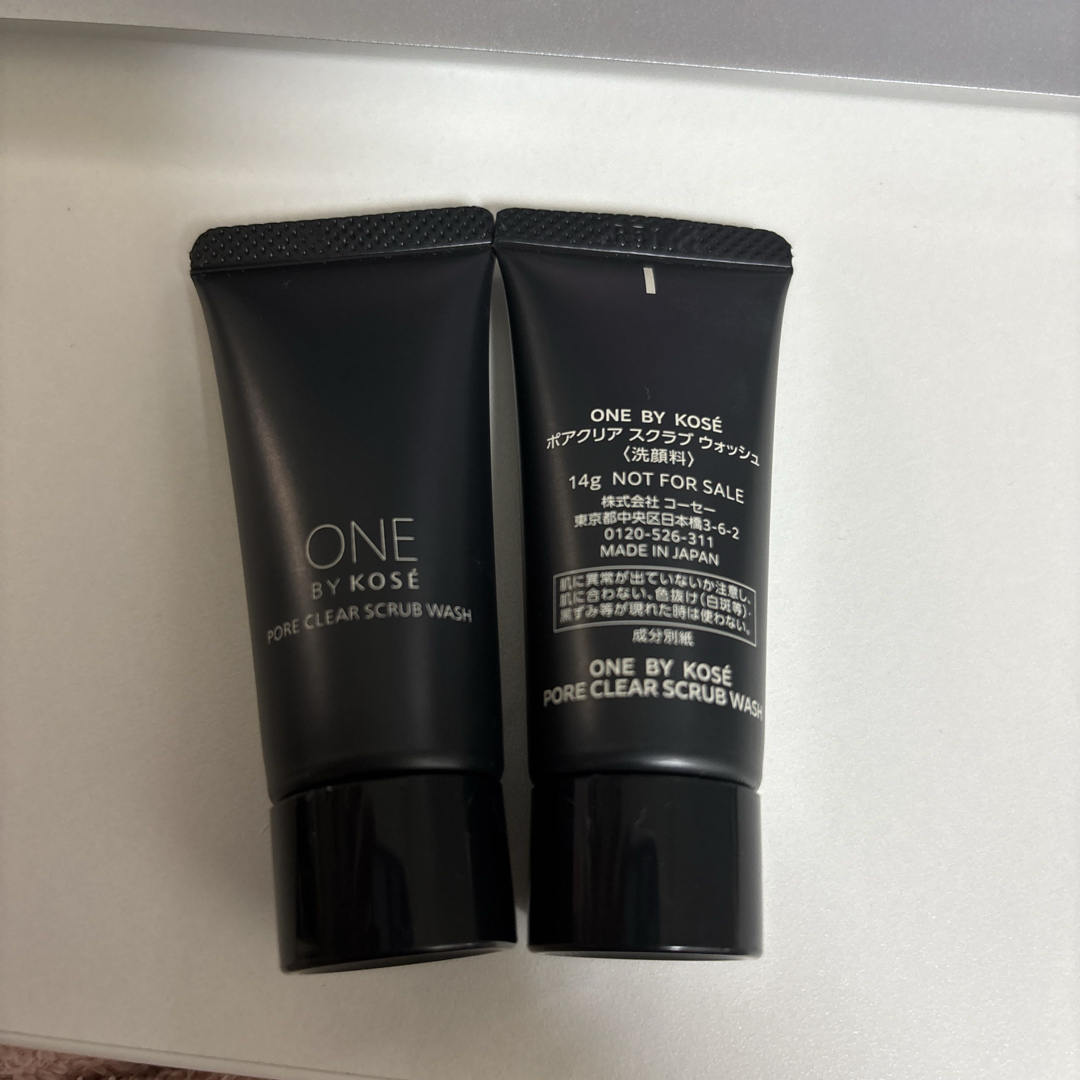 ONE
BY KOSÉ
PORE CLEAR SCRUB WASH
ONE BY KOSÉ
ポアクリア スクラブ ウォッシュ
〈洗顔料〉
14g NOT FOR SALE
株式会社 コーセー
東京都中央区日本橋3-6-2
0120-526-311
MADE IN JAPAN
肌に異常が出ていないか注意し、
肌に合わない、色抜け(白斑等)・
黒ずみ等が現れた時は使わない。
成分別紙
ONE BY KOSÉ
PORE CLEAR SCRUB WASH